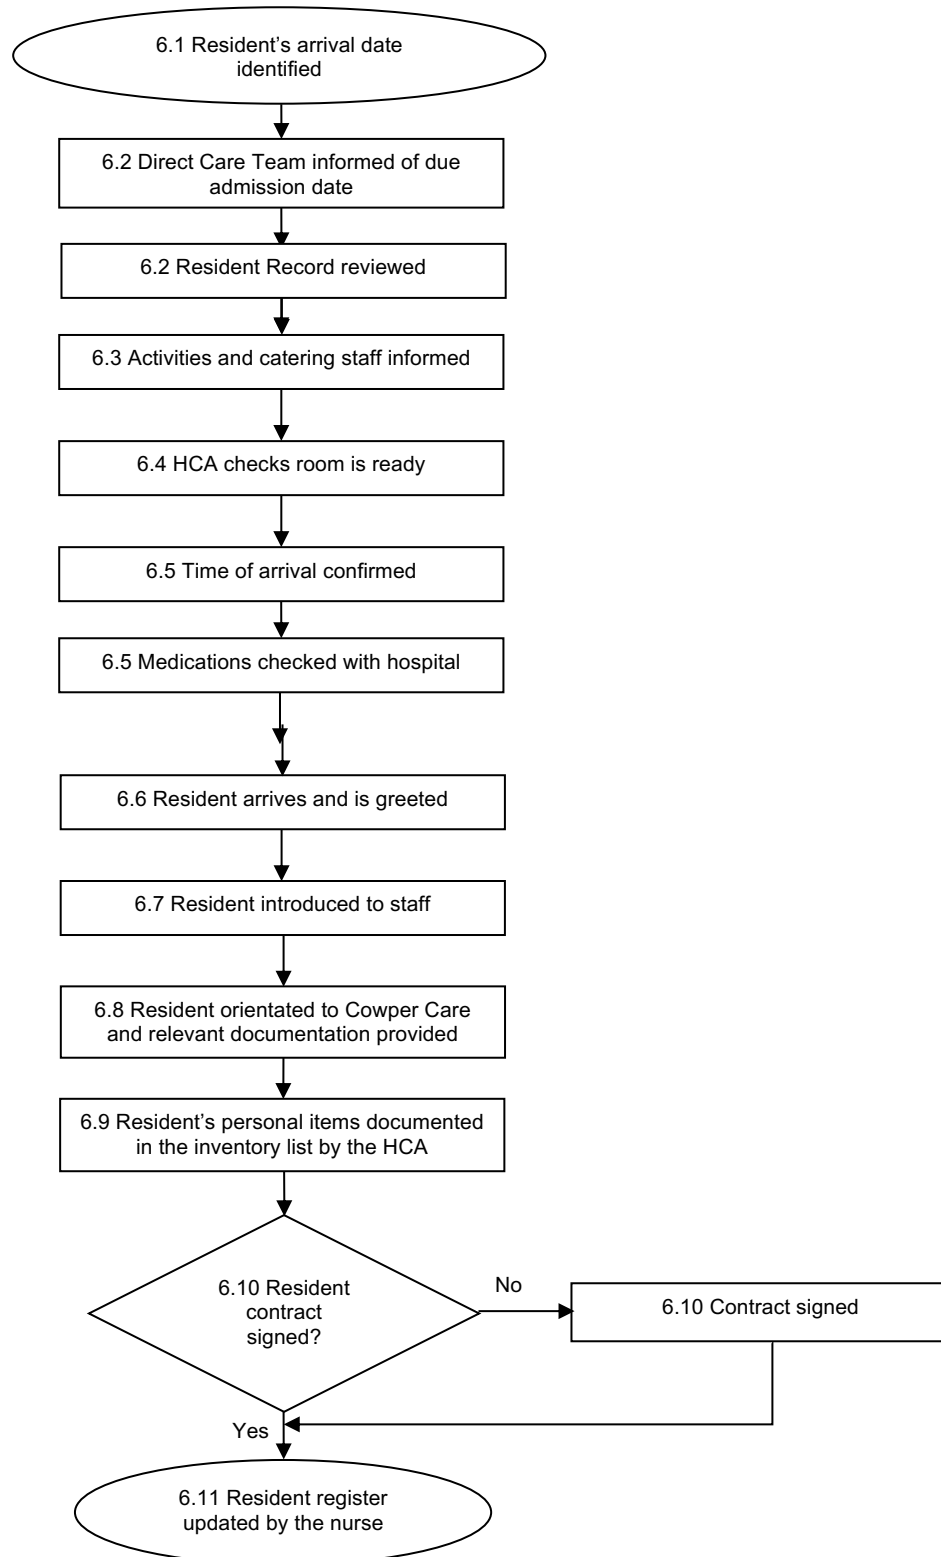 6.1 Resident’s arrival date
identified
6.2 Direct Care Team informed of due
admission date
6.2 Resident Record reviewed
6.3 Activities and catering staff informed
6.4 HCA checks room is ready
6.5 Time of arrival confirmed
6.5 Medications checked with hospital
6.6 Resident arrives and is greeted
6.7 Resident introduced to staff
6.8 Resident orientated to Cowper Care
and relevant documentation provided
6.9 Resident’s personal items documented
in the inventory list by the HCA
6.10 Resident
contract
signed?
No
6.10 Contract signed
Yes
6.11 Resident register
updated by the nurse